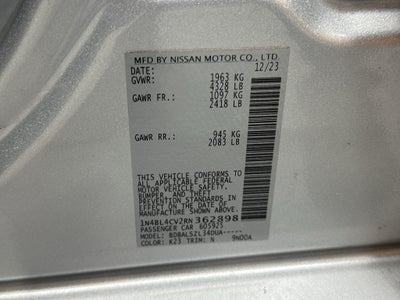 MFD BY NISSAN MOTOR CO., LTD.
DATE: 12/23
GVWR: 1963 KG
4328 LB
GAWR FR.: 1097 KG
2418 LB
GAWR RR.: 945 KG
2083 LB
THIS VEHICLE CONFORMS
TO ALL APPLICABLE FEDERAL
MOTOR VEHICLE SAFETY,
BUMPER, AND THEFT
PREVENTION STANDARDS
IN EFFECT ON THE DATE OF
MANUFACTURE SHOWN ABOVE.
1N4BL4CV2RN362898
PASSENGER CAR 605925
MODEL: BDBALSZL34DUA-----
COLOR: K23 TRIM: N 9NDDA